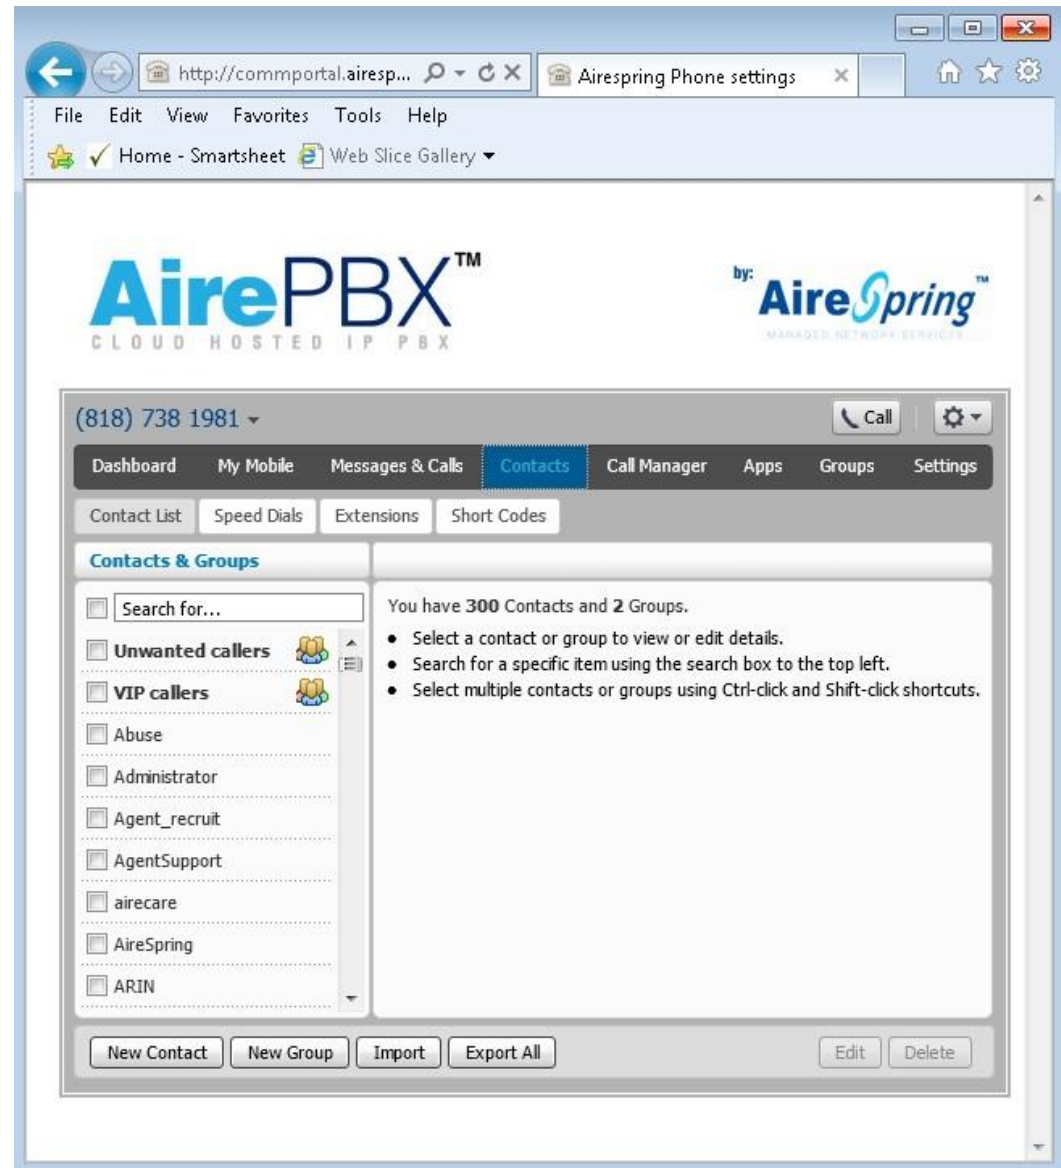 http://commportal.airesp...
Airespring Phone settings
File Edit View Favorites Tools Help
Home - Smartsheet Web Slice Gallery
AirePBX™
CLOUD HOSTED IP PBX
by:
AireSpring™
MANAGED NETWORK SERVICES
(818) 738 1981
Call
Dashboard My Mobile Messages & Calls Contacts Call Manager Apps Groups Settings
Contact List Speed Dials Extensions Short Codes
Contacts & Groups
Search for...
Unwanted callers
VIP callers
Abuse
Administrator
Agent_recruit
AgentSupport
airecare
AireSpring
ARIN
You have 300 Contacts and 2 Groups.
• Select a contact or group to view or edit details.
• Search for a specific item using the search box to the top left.
• Select multiple contacts or groups using Ctrl-click and Shift-click shortcuts.
New Contact New Group Import Export All Edit Delete